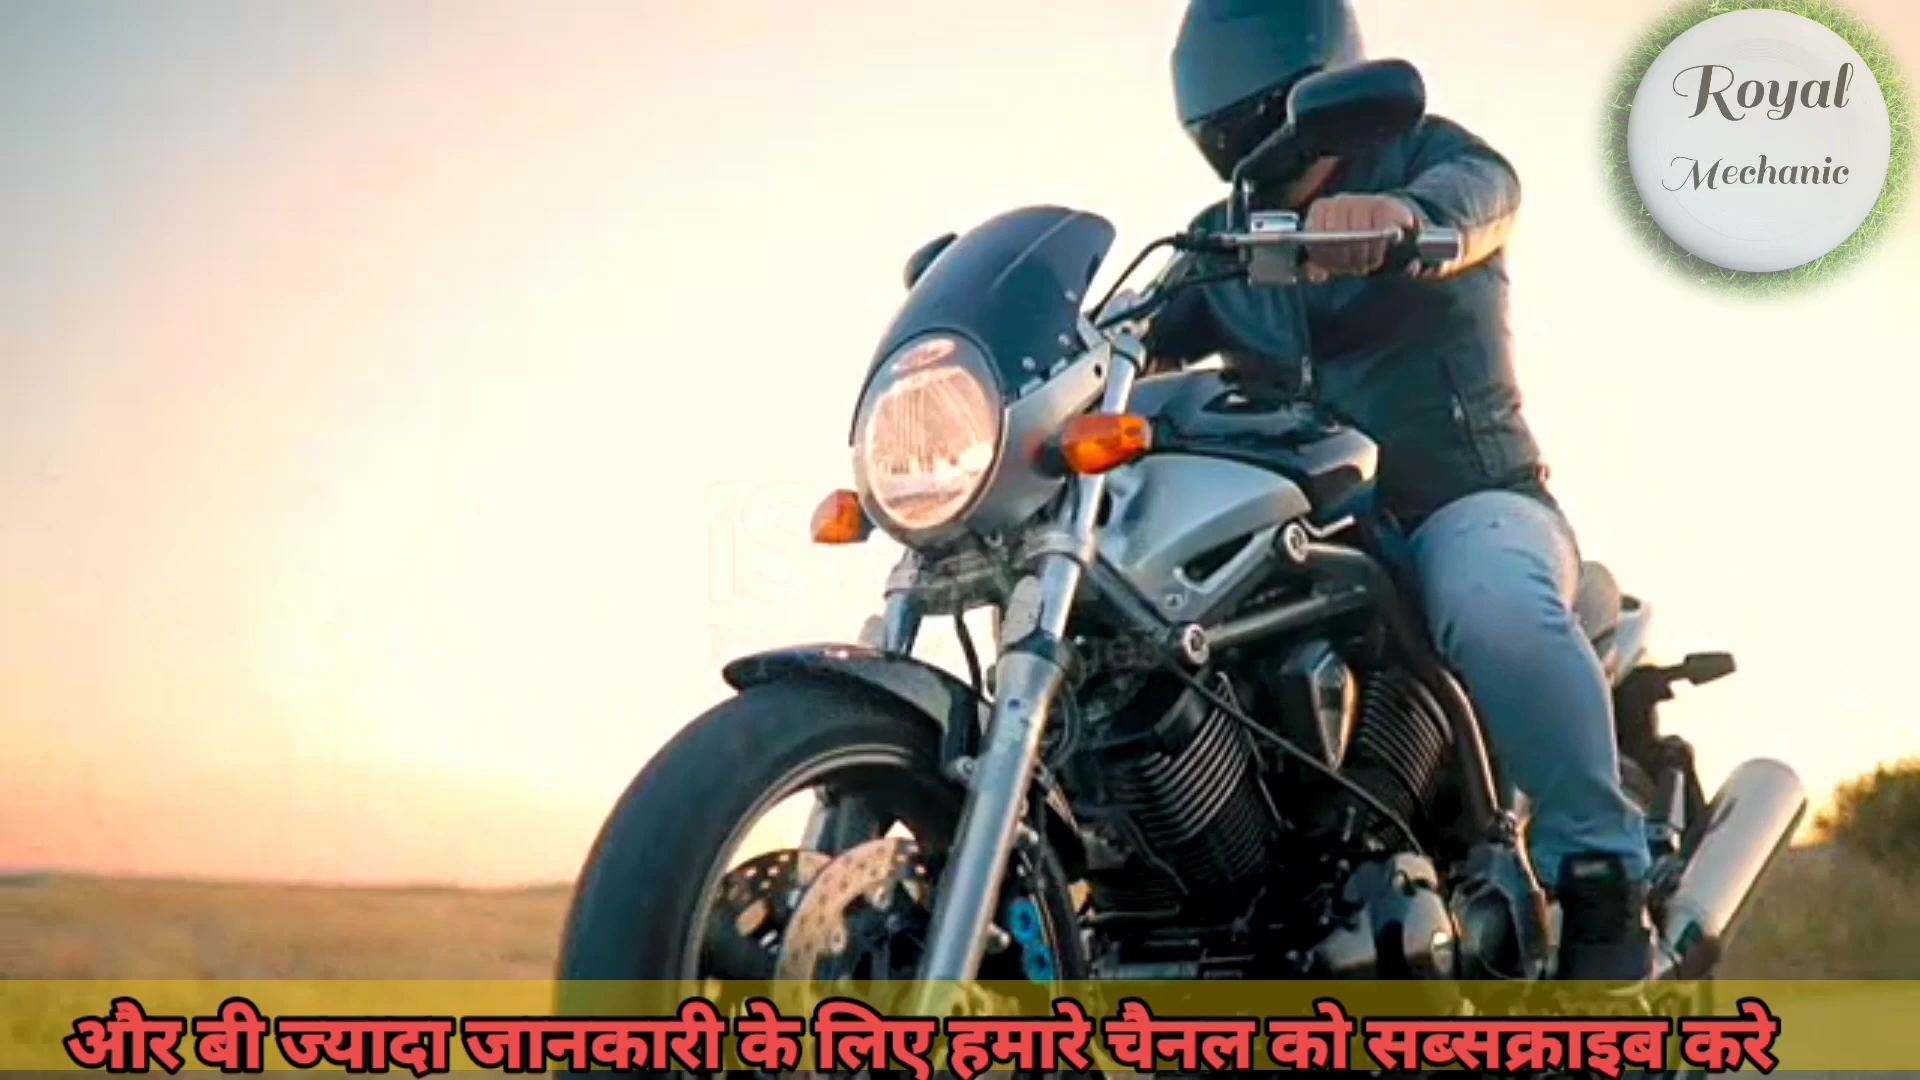 Royal
Mechanic
और बी ज्यादा जानकारी के लिए हमारे चैनल को सब्सक्राइब करे